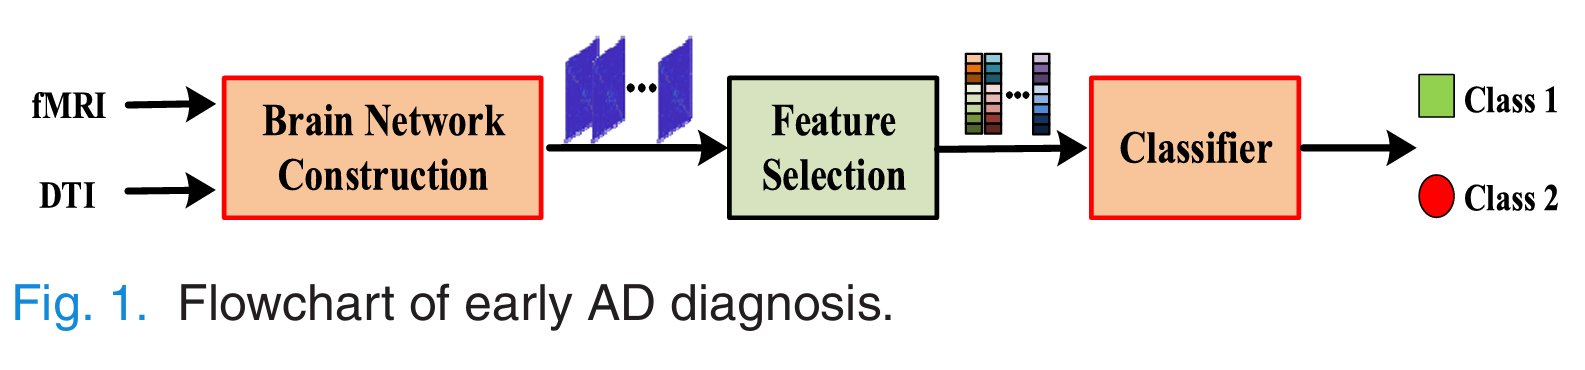 fMRI
DTI
Brain Network
Construction
Feature
Selection
Classifier
Class 1
Class 2
Fig. 1. Flowchart of early AD diagnosis.